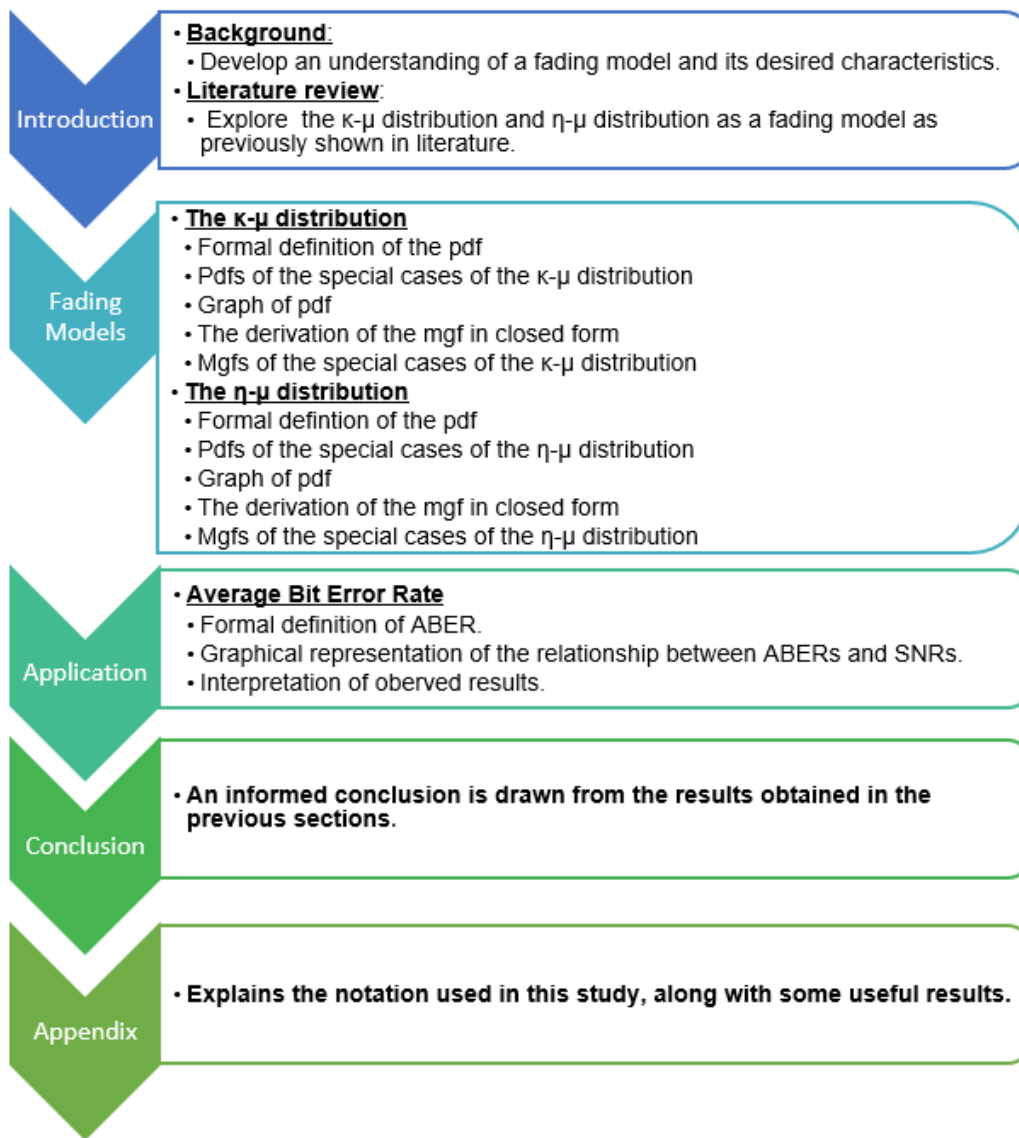 Introduction
• Background:
• Develop an understanding of a fading model and its desired characteristics.
• Literature review:
• Explore the κ-μ distribution and η-μ distribution as a fading model as
previously shown in literature.
Fading
Models
• The κ-μ distribution
• Formal definition of the pdf
• Pdfs of the special cases of the κ-μ distribution
• Graph of pdf
• The derivation of the mgf in closed form
• Mgfs of the special cases of the κ-μ distribution
• The η-μ distribution
• Formal defintion of the pdf
• Pdfs of the special cases of the η-μ distribution
• Graph of pdf
• The derivation of the mgf in closed form
• Mgfs of the special cases of the η-μ distribution
Application
• Average Bit Error Rate
• Formal definition of ABER.
• Graphical representation of the relationship between ABERs and SNRs.
• Interpretation of oberved results.
Conclusion
• An informed conclusion is drawn from the results obtained in the
previous sections.
Appendix
• Explains the notation used in this study, along with some useful results.